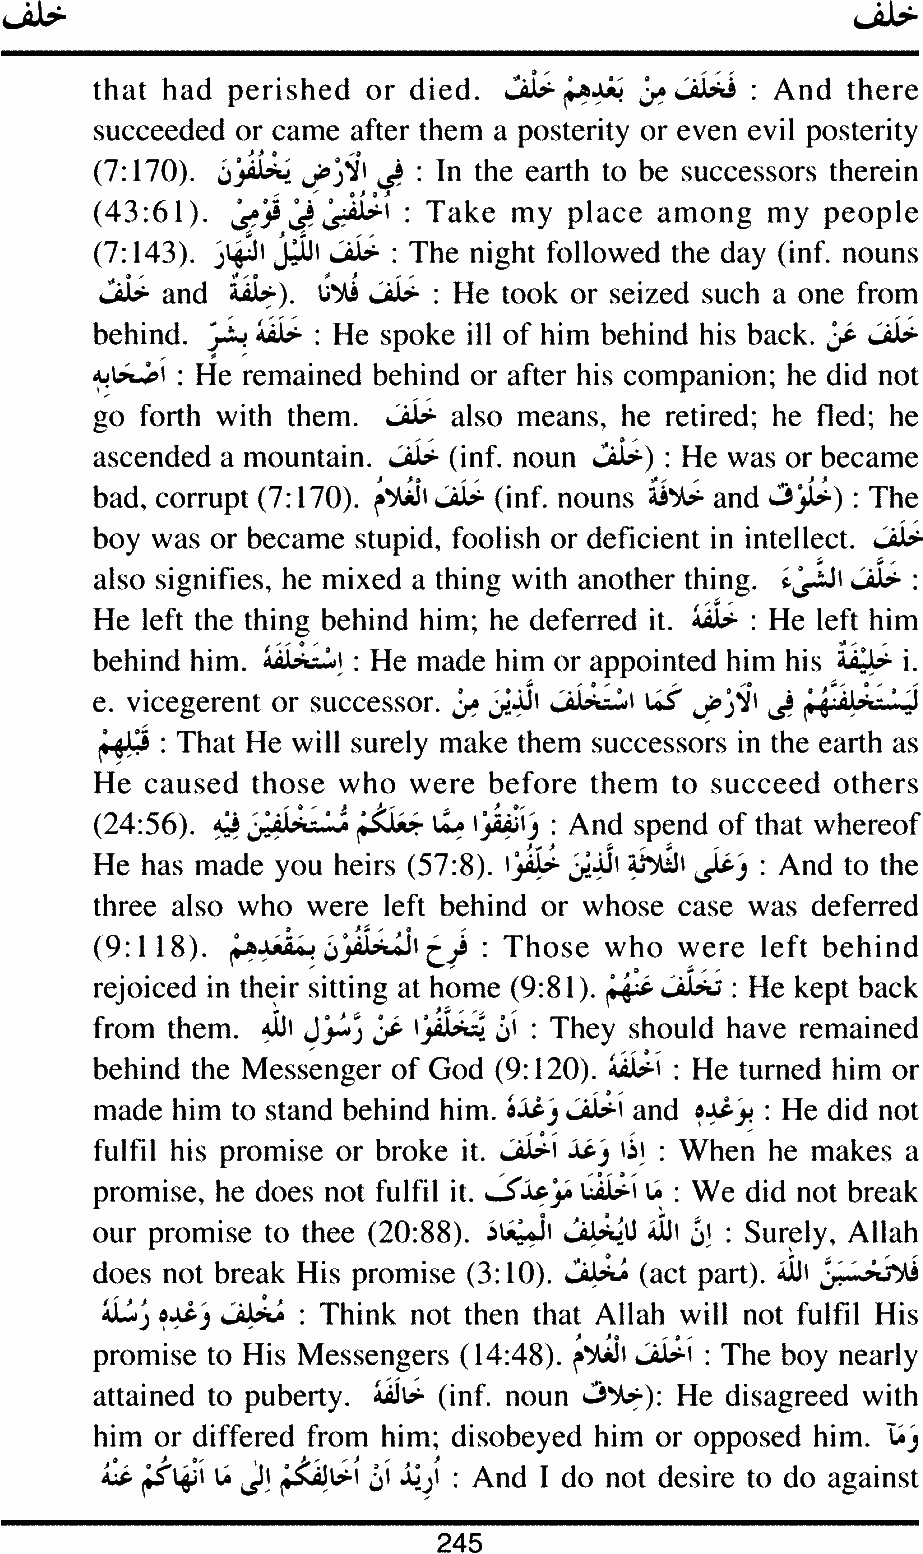 خلف خلف
that had perished or died. فَخَلَفَ مِنْ بَعْدِهِمْ خَلْفٌ : And there
succeeded or came after them a posterity or even evil posterity
(7:170). فِي الْاَرْضِ يَخْلُفُوْنَ : In the earth to be successors therein
(43:61). اُخْلُفْنِىْ فِىْ قَوْمِىْ : Take my place among my people
(7:143). خَلَفَ اللَّيْلُ النَّهَارَ : The night followed the day (inf. nouns
خَلْفٌ and خِلْفَةٌ). خَلَفَ فُلَانًا : He took or seized such a one from
behind. خَلَفَهُ بِشَرٍّ : He spoke ill of him behind his back. خَلَفَ عَنْ
اَصْحَابِهِ : He remained behind or after his companion; he did not
go forth with them. خَلَفَ also means, he retired; he fled; he
ascended a mountain. خَلَفَ (inf. noun خَلْفٌ) : He was or became
bad, corrupt (7:170). خَلَفَ الْغُلَامُ (inf. nouns خَلَافَةٌ and خُلُوْفٌ) : The
boy was or became stupid, foolish or deficient in intellect. خَلَفَ
also signifies, he mixed a thing with another thing. خَلَّفَ الشَّيْءَ :
He left the thing behind him; he deferred it. خَلَّفَهُ : He left him
behind him. اِسْتَخْلَفَهُ : He made him or appointed him his خَلِيْفَةٌ i.
e. vicegerent or successor. لَيَسْتَخْلِفَنَّهُمْ فِى الْاَرْضِ كَمَا اسْتَخْلَفَ الَّذِيْنَ مِنْ
قَبْلِهِمْ : That He will surely make them successors in the earth as
He caused those who were before them to succeed others
(24:56). وَاَنْفِقُوْا مِمَّا جَعَلَكُمْ مُّسْتَخْلَفِيْنَ فِيْهِ : And spend of that whereof
He has made you heirs (57:8). وَعَلَى الثَّلَاثَةِ الَّذِيْنَ خُلِّفُوْا : And to the
three also who were left behind or whose case was deferred
(9:118). فَرِحَ الْمُخَلَّفُوْنَ بِمَقْعَدِهِمْ : Those who were left behind
rejoiced in their sitting at home (9:81). تَخَلَّفَ عَنْهُمْ : He kept back
from them. اَنْ يَّتَخَلَّفُوْا عَنْ رَّسُوْلِ اللّٰهِ : They should have remained
behind the Messenger of God (9:120). اَخْلَفَهُ : He turned him or
made him to stand behind him. اَخْلَفَ وَعْدَهُ and بِوَعْدِهِ : He did not
fulfil his promise or broke it. اِذَا وَعَدَ اَخْلَفَ : When he makes a
promise, he does not fulfil it. مَا اَخْلَفْنَا مَوْعِدَكَ : We did not break
our promise to thee (20:88). اِنَّ اللّٰهَ لَايُخْلِفُ الْمِيْعَادَ : Surely, Allah
does not break His promise (3:10). مُخْلِفٌ (act part). فَلَاتَحْسَبَنَّ اللّٰهَ
مُخْلِفَ وَعْدِهِ رُسُلَهُ : Think not then that Allah will not fulfil His
promise to His Messengers (14:48). اَخْلَفَ الْغُلَامُ : The boy nearly
attained to puberty. خَالَفَهُ (inf. noun خِلَافٌ): He disagreed with
him or differed from him; disobeyed him or opposed him. وَمَآ
اُرِيْدُ اَنْ اُخَالِفَكُمْ اِلٰى مَا اَنْهَاكُمْ عَنْهُ : And I do not desire to do against
245